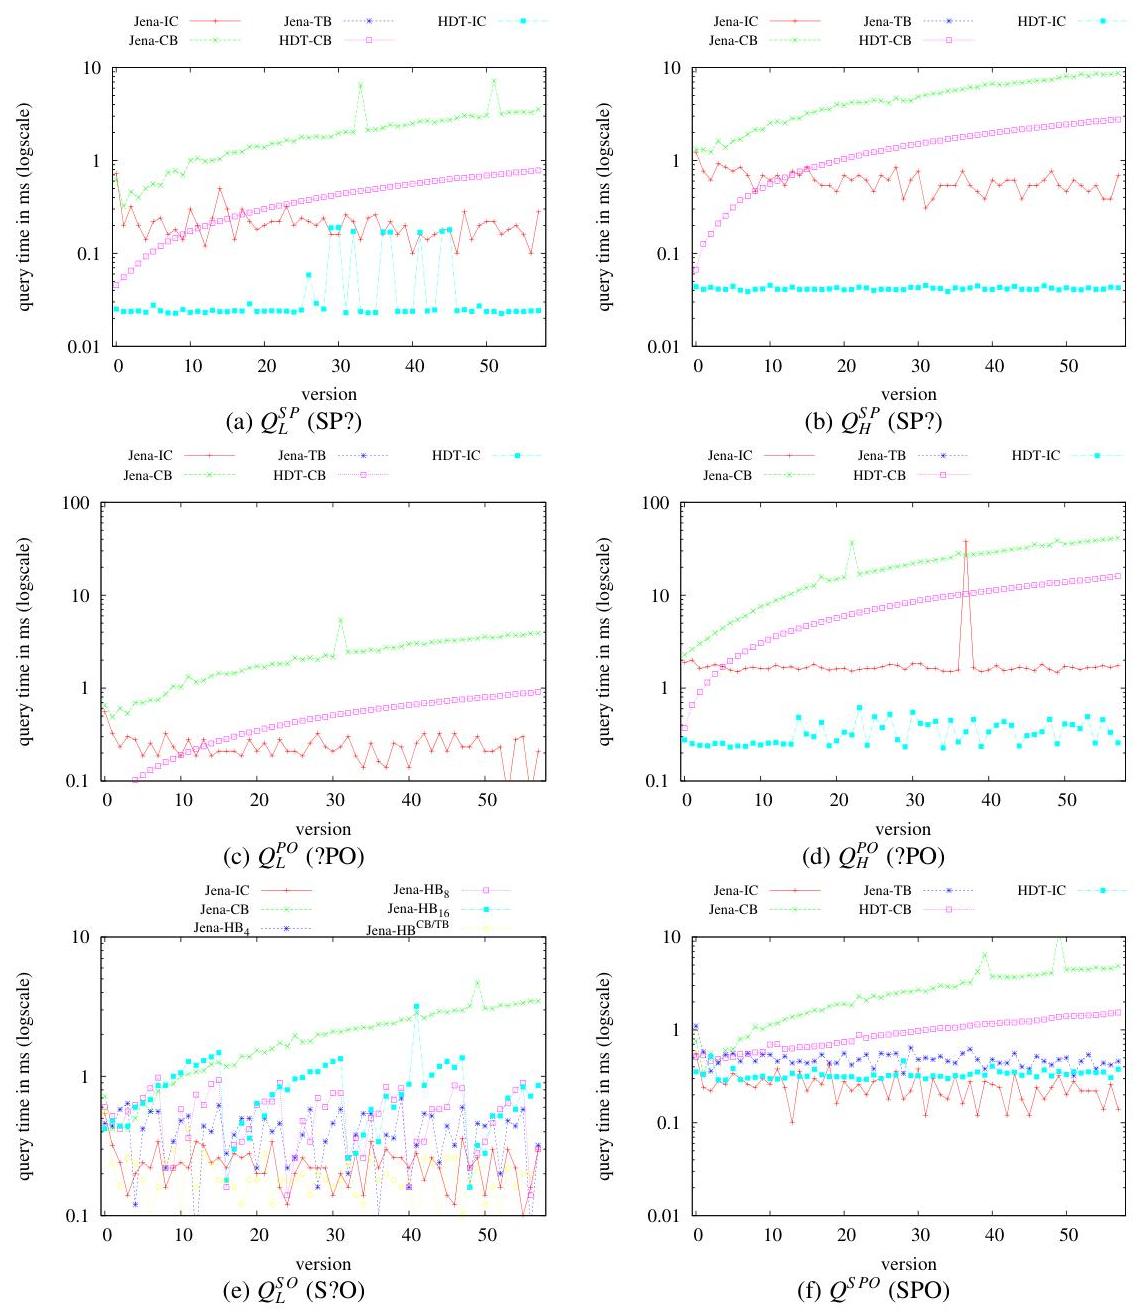 Jena-IC Jena-TB HDT-IC
Jena-CB HDT-CB
query time in ms (logscale)
10
1
0.1
0.01
0 10 20 30 40 50
version
(a) Q_L^{SP} (SP?)
Jena-IC Jena-TB HDT-IC
Jena-CB HDT-CB
query time in ms (logscale)
10
1
0.1
0.01
0 10 20 30 40 50
version
(b) Q_H^{SP} (SP?)
Jena-IC Jena-TB HDT-IC
Jena-CB HDT-CB
query time in ms (logscale)
100
10
1
0.1
0 10 20 30 40 50
version
(c) Q_L^{PO} (?PO)
Jena-IC Jena-TB HDT-IC
Jena-CB HDT-CB
query time in ms (logscale)
100
10
1
0.1
0 10 20 30 40 50
version
(d) Q_H^{PO} (?PO)
Jena-IC Jena-HB_8
Jena-CB Jena-HB_16
Jena-HB_4 Jena-HB^{CB/TB}
query time in ms (logscale)
10
1
0.1
0 10 20 30 40 50
version
(e) Q_L^{SO} (S?O)
Jena-IC Jena-TB HDT-IC
Jena-CB HDT-CB
query time in ms (logscale)
10
1
0.1
0.01
0 10 20 30 40 50
version
(f) Q^{SPO} (SPO)